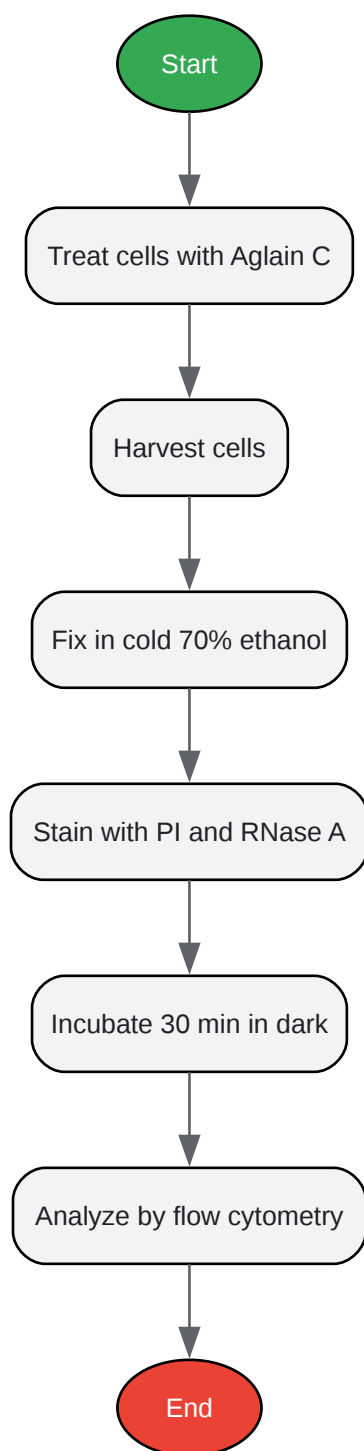 Start
Treat cells with Aglain C
Harvest cells
Fix in cold 70% ethanol
Stain with PI and RNase A
Incubate 30 min in dark
Analyze by flow cytometry
End